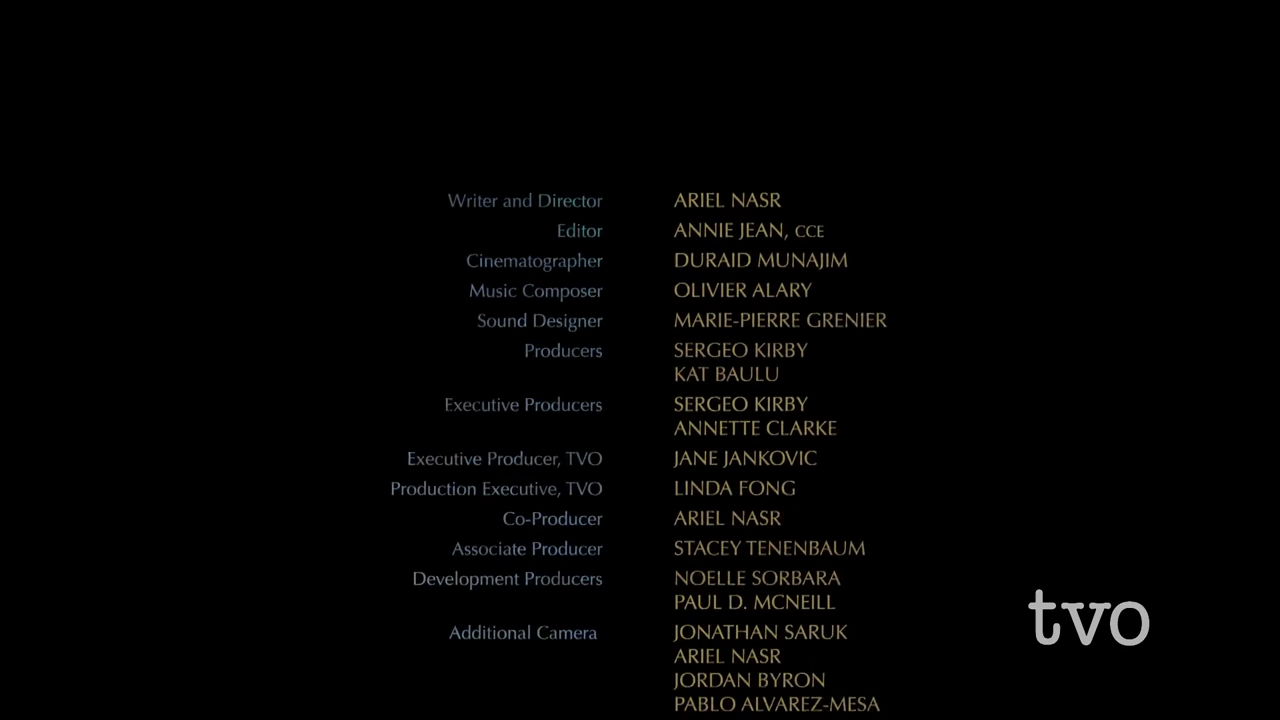 Writer and Director ARIEL NASR
Editor ANNIE JEAN, CCE
Cinematographer DURAID MUNAJIM
Music Composer OLIVIER ALARY
Sound Designer MARIE-PIERRE GRENIER
Producers SERGEO KIRBY
KAT BAULU
Executive Producers SERGEO KIRBY
ANNETTE CLARKE
Executive Producer, TVO JANE JANKOVIC
Production Executive, TVO LINDA FONG
Co-Producer ARIEL NASR
Associate Producer STACEY TENENBAUM
Development Producers NOELLE SORBARA
PAUL D. MCNEILL
Additional Camera JONATHAN SARUK
ARIEL NASR
JORDAN BYRON
PABLO ALVAREZ-MESA
tvo